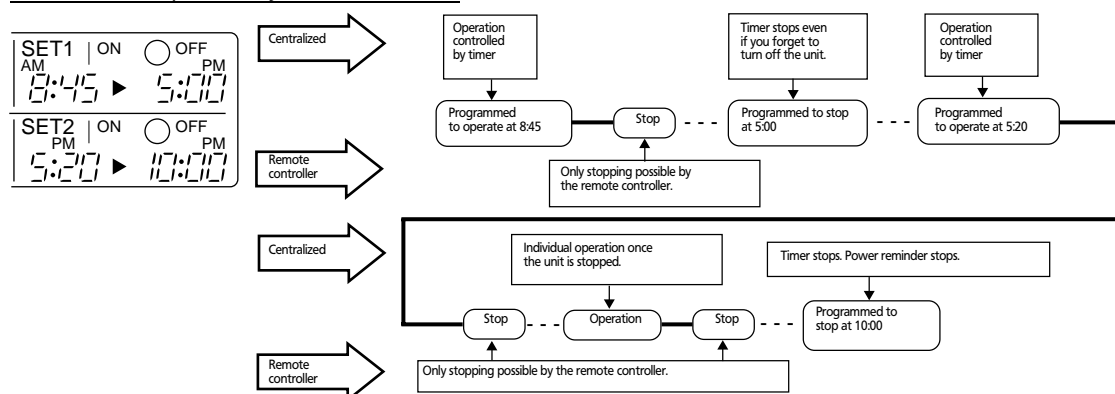 SET1 | ON OFF
AM PM
8:45 ▶ 5:00
SET2 | ON OFF
PM PM
5:20 ▶ 10:00
Centralized
Operation
controlled
by timer
Timer stops even
if you forget to
turn off the unit.
Operation
controlled
by timer
Programmed
to operate at 8:45
Stop
Programmed to stop
at 5:00
Programmed
to operate at 5:20
Remote
controller
Only stopping possible by
the remote controller.
Centralized
Individual operation once
the unit is stopped.
Timer stops. Power reminder stops.
Stop
Operation
Stop
Programmed to
stop at 10:00
Remote
controller
Only stopping possible by the remote controller.